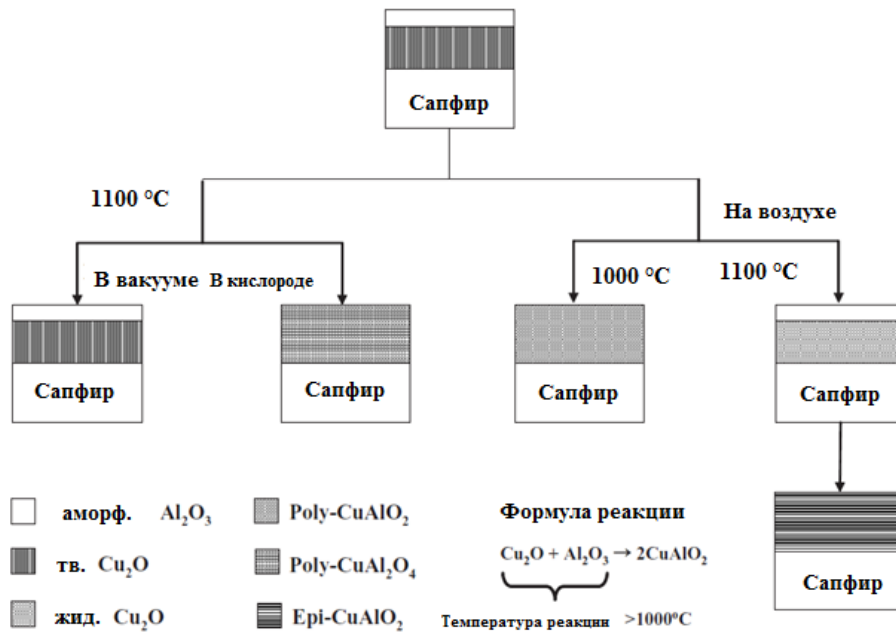 Сапфир
1100 °C
На воздухе
В вакууме В кислороде
1000 °C
1100 °C
Сапфир
Сапфир
Сапфир
Сапфир
аморф. Al₂O₃
Poly-CuAlO₂
Формула реакции
тв. Cu₂O
Poly-CuAl₂O₄
Cu₂O + Al₂O₃ → 2CuAlO₂
Сапфир
жид. Cu₂O
Epi-CuAlO₂
Температура реакции >1000°C